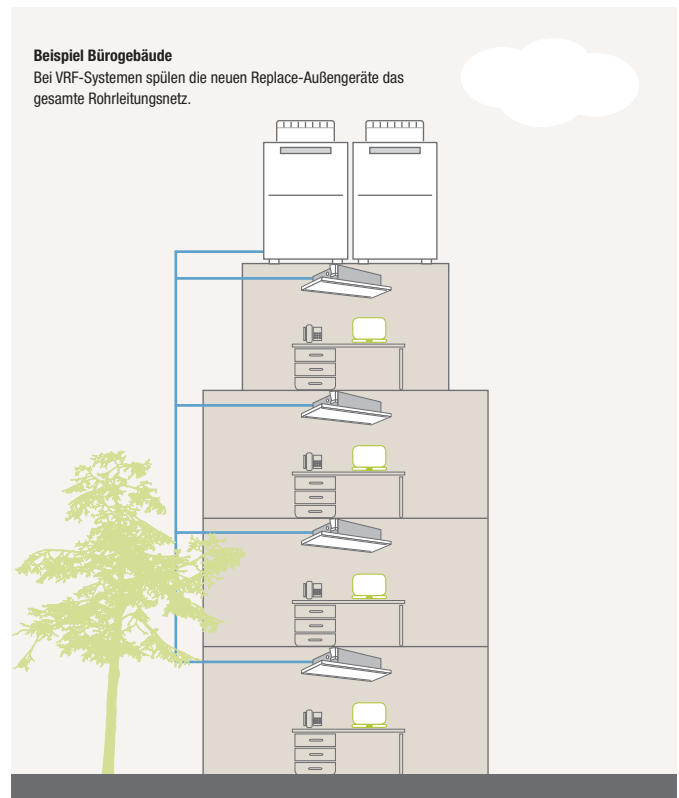 Beispiel Bürogebäude
Bei VRF-Systemen spülen die neuen Replace-Außengeräte das
gesamte Rohrleitungsnetz.